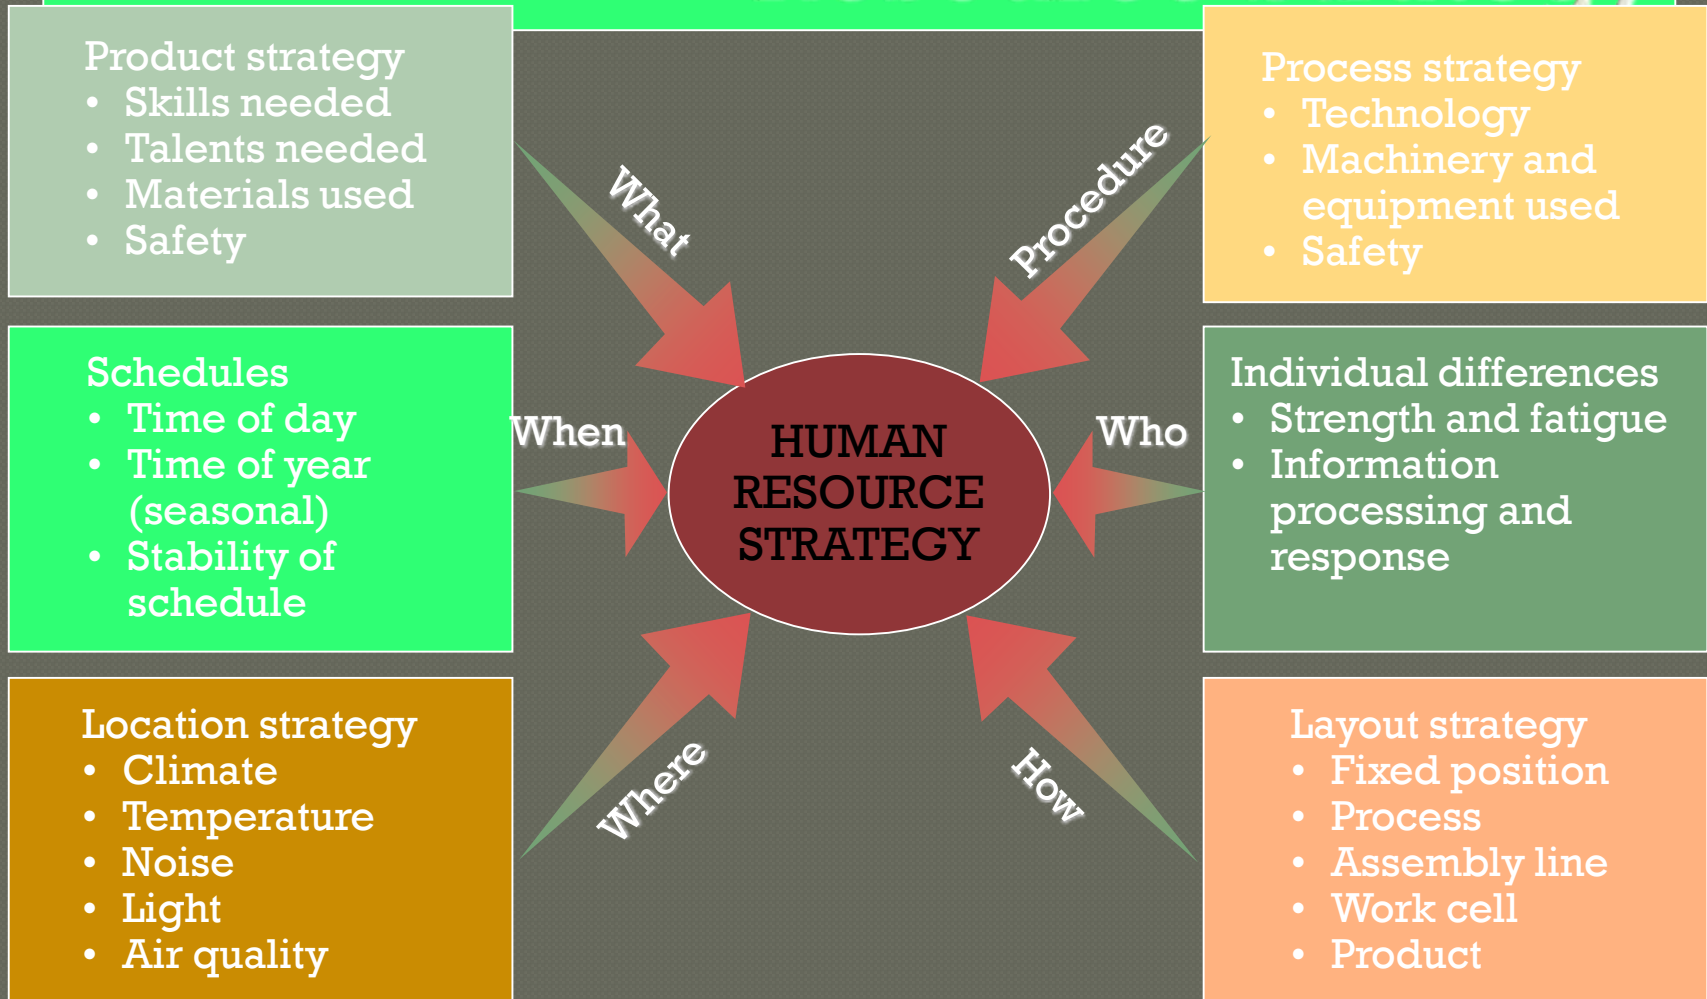 Product strategy
• Skills needed
• Talents needed
• Materials used
• Safety
What
Procedure
Process strategy
• Technology
• Machinery and
equipment used
• Safety
Schedules
• Time of day
• Time of year
(seasonal)
• Stability of
schedule
When
HUMAN
RESOURCE
STRATEGY
Who
Individual differences
• Strength and fatigue
• Information
processing and
response
Location strategy
• Climate
• Temperature
• Noise
• Light
• Air quality
Where
How
Layout strategy
• Fixed position
• Process
• Assembly line
• Work cell
• Product